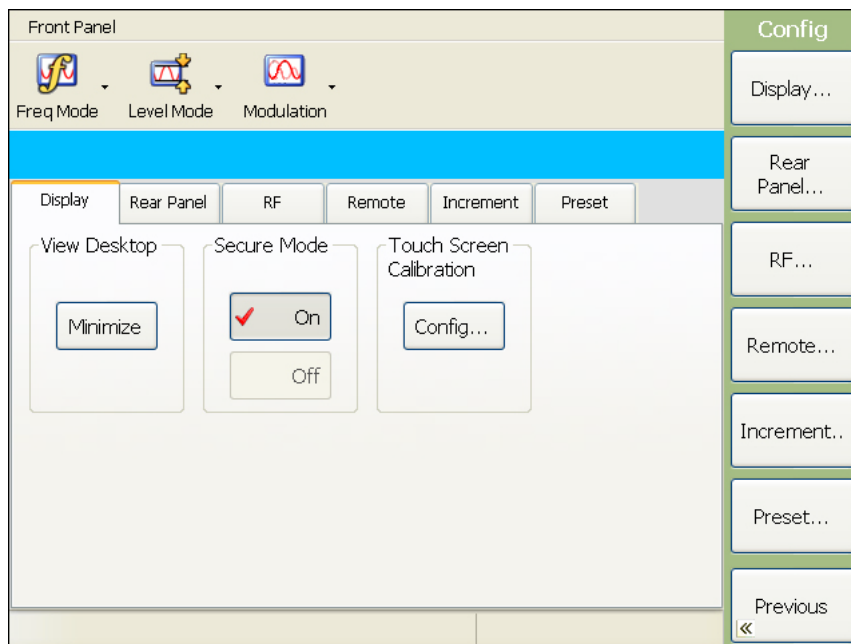 Front Panel
Freq Mode
Level Mode
Modulation
Display
Rear Panel
RF
Remote
Increment
Preset
View Desktop
Minimize
Secure Mode
On
Off
Touch Screen
Calibration
Config...
Config
Display...
Rear
Panel...
RF...
Remote...
Increment..
Preset...
Previous